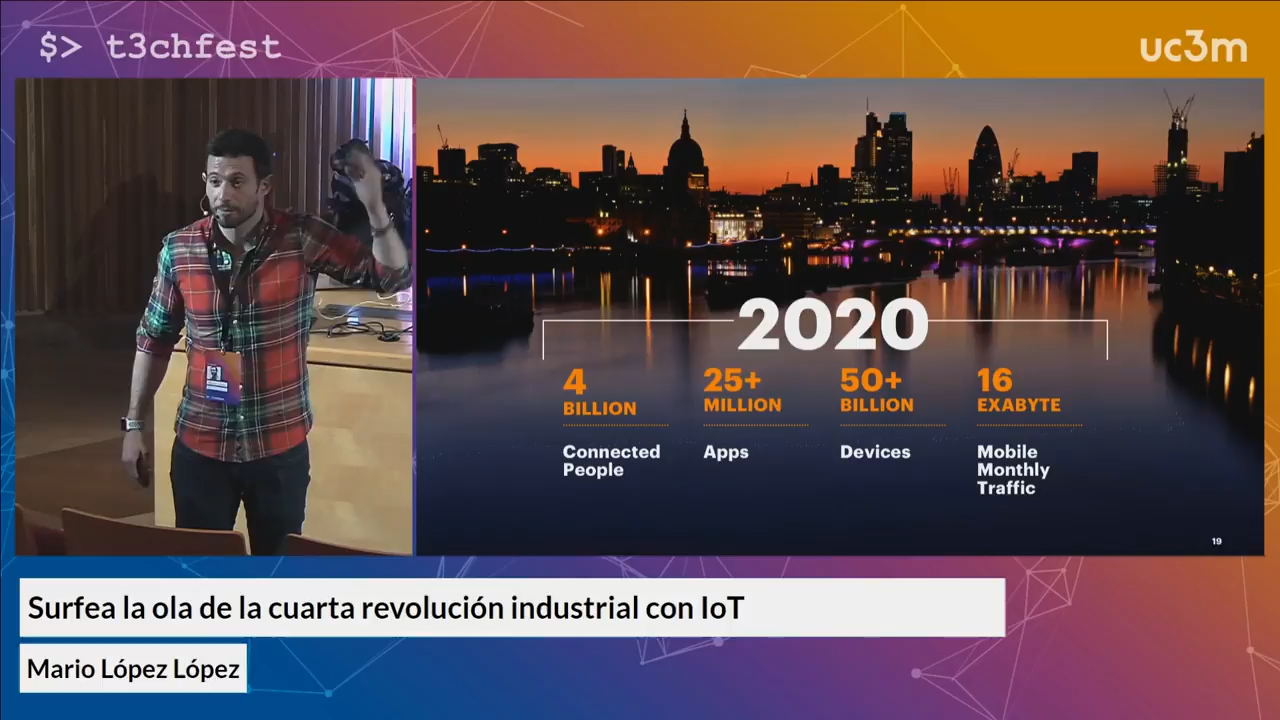 $> t3chfest
uc3m
2020
4
BILLION
Connected
People
25+
MILLION
Apps
50+
BILLION
Devices
16
EXABYTE
Mobile
Monthly
Traffic
19
Surfea la ola de la cuarta revolución industrial con IoT
Mario López López